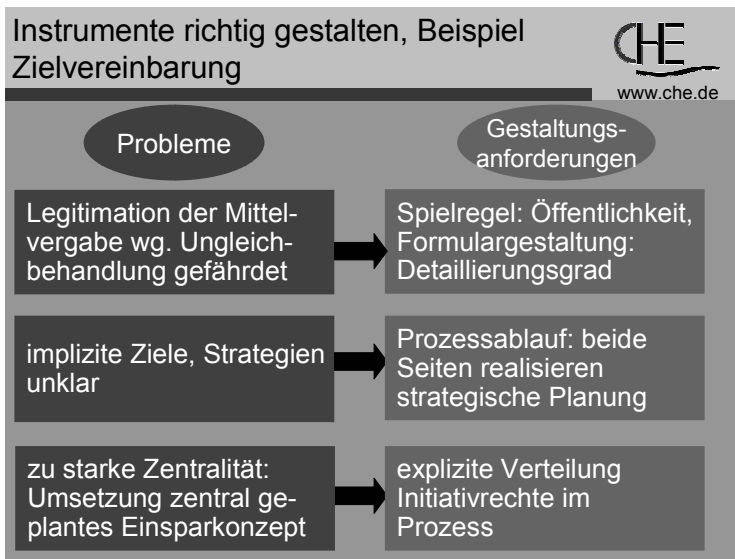 Instrumente richtig gestalten, Beispiel
Zielvereinbarung
CHE
www.che.de
Probleme
Gestaltungs-
anforderungen
Legitimation der Mittel-
vergabe wg. Ungleich-
behandlung gefährdet
Spielregel: Öffentlichkeit,
Formulargestaltung:
Detaillierungsgrad
implizite Ziele, Strategien
unklar
Prozessablauf: beide
Seiten realisieren
strategische Planung
zu starke Zentralität:
Umsetzung zentral ge-
plantes Einsparkonzept
explizite Verteilung
Initiativrechte im
Prozess